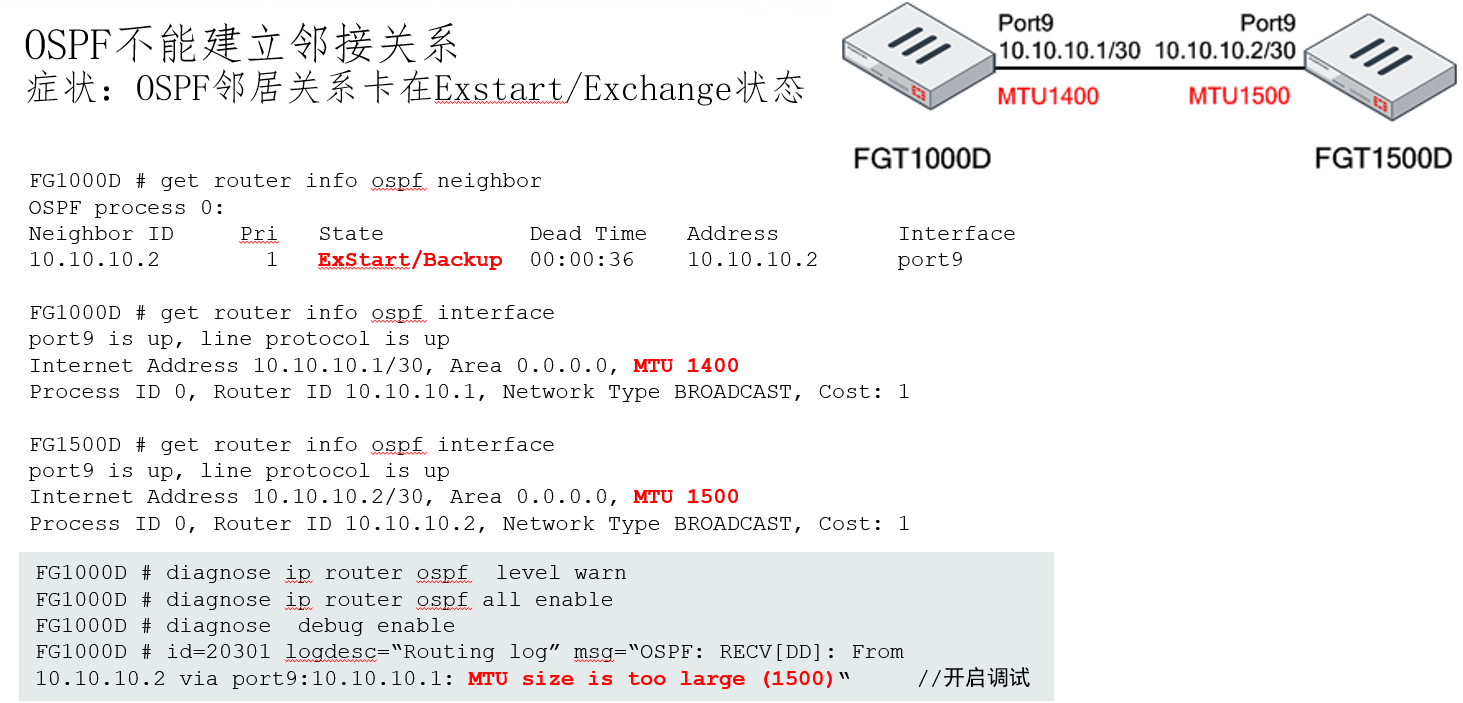 OSPF不能建立邻接关系
症状：OSPF邻居关系卡在Exstart/Exchange状态
Port9
Port9
10.10.10.1/30
10.10.10.2/30
MTU1400
MTU1500
FGT1000D
FGT1500D
FG1000D # get router info ospf neighbor
OSPF process 0:
Neighbor ID Pri State Dead Time Address Interface
10.10.10.2 1 ExStart/Backup 00:00:36 10.10.10.2 port9
FG1000D # get router info ospf interface
port9 is up, line protocol is up
Internet Address 10.10.10.1/30, Area 0.0.0.0, MTU 1400
Process ID 0, Router ID 10.10.10.1, Network Type BROADCAST, Cost: 1
FG1500D # get router info ospf interface
port9 is up, line protocol is up
Internet Address 10.10.10.2/30, Area 0.0.0.0, MTU 1500
Process ID 0, Router ID 10.10.10.2, Network Type BROADCAST, Cost: 1
FG1000D # diagnose ip router ospf  level warn
FG1000D # diagnose ip router ospf all enable
FG1000D # diagnose  debug enable
FG1000D # id=20301 logdesc=“Routing log” msg=“OSPF: RECV[DD]: From
10.10.10.2 via port9:10.10.10.1: MTU size is too large (1500)“ //开启调试